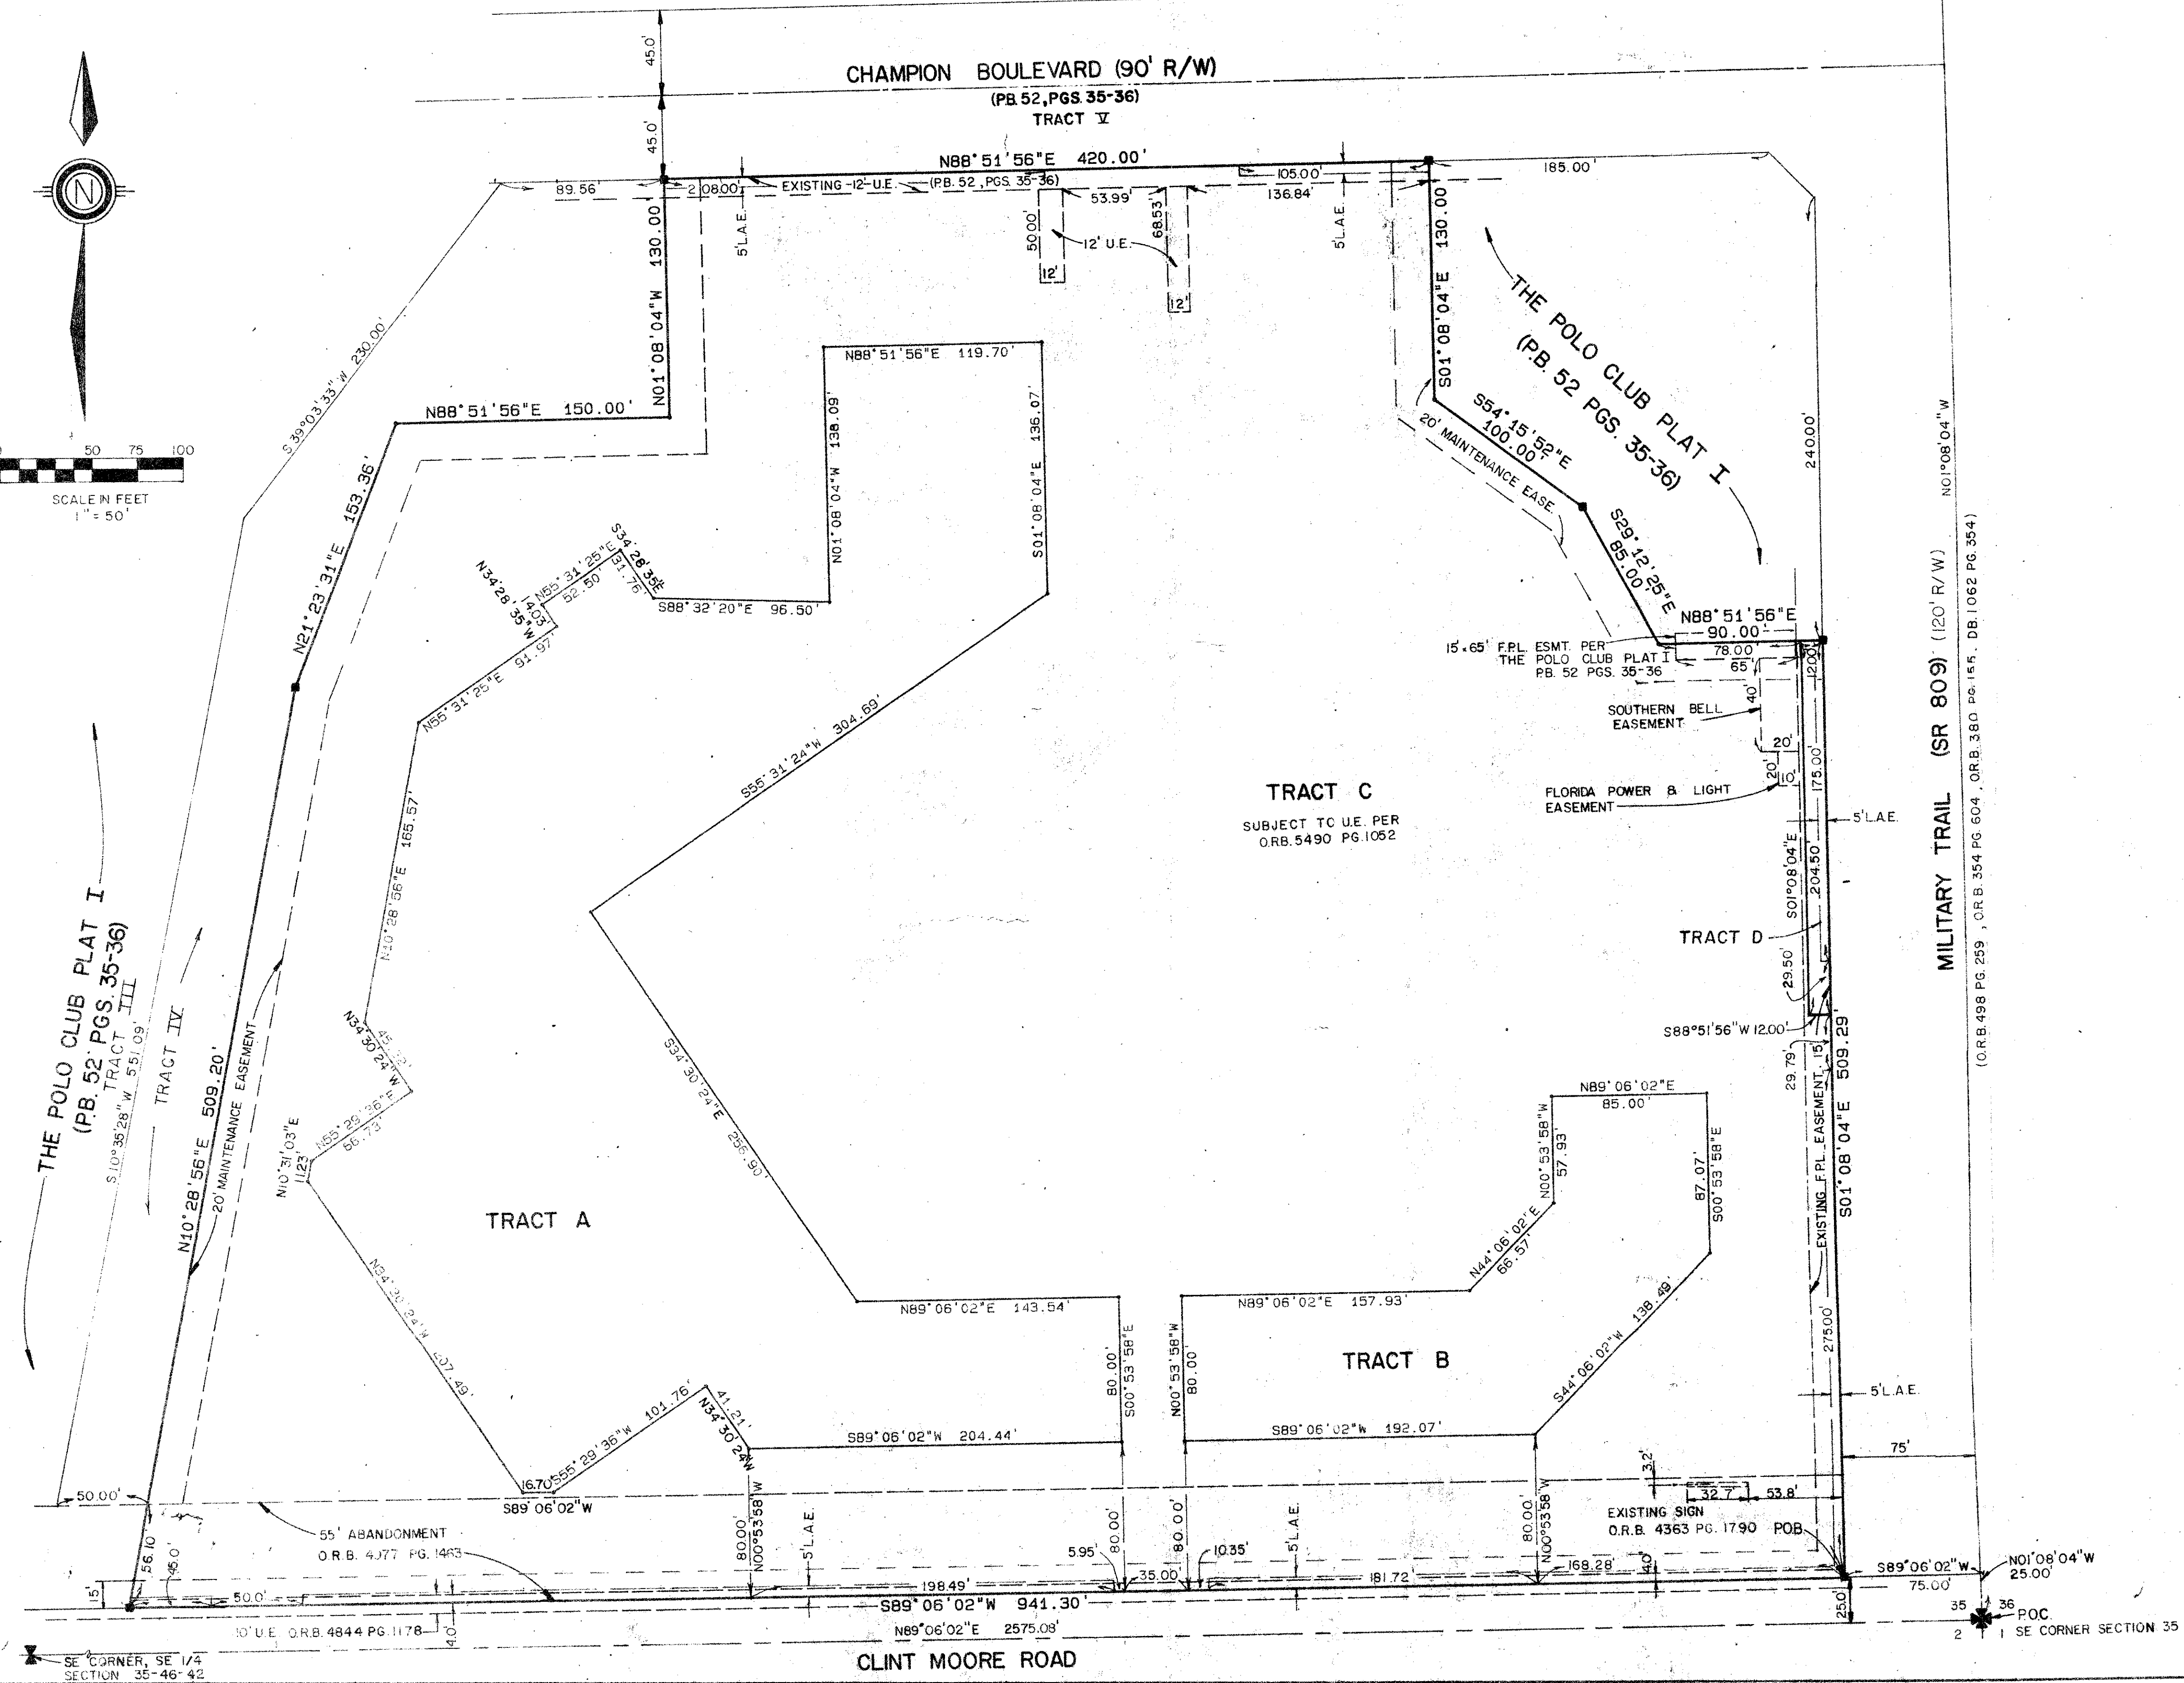 45.0'
CHAMPION BOULEVARD (90' R/W)
(P.B. 52, PGS. 35-36)
TRACT V
45.0'
N88°51'56"E 420.00'
89.56'
208.00'
EXISTING 12' U.E.
(P.B. 52, PGS. 35-36)
105.00'
185.00'
53.99'
136.84'
N
5' L.A.E.
50.00'
68.53'
12' U.E.
5' L.A.E.
12'
12'
N01°08'04"W 130.00'
S01°08'04"E 130.00'
THE POLO CLUB PLAT I
(P.B. 52 PGS. 35-36)
S39°03'33"W 230.00'
N88°51'56"E 119.70'
N88°51'56"E 150.00'
N01°08'04"W 138.09'
S01°08'04"E 136.07'
S54°15'52"E
100.00'
20' MAINTENANCE EASE.
240.00'
N01°08'04"W
50 75 100
SCALE IN FEET
1" = 50'
N21°23'31"E 153.36'
S34°28'35"E
31.76'
N55°31'25"E
52.50'
N34°28'35"W
14.03'
S88°32'20"E 96.50'
N55°31'25"E 91.97'
S29°12'25"E
85.00'
N88°51'56"E
90.00'
78.00'
65'
12.00'
15'x65' F.P.L. ESMT. PER
THE POLO CLUB PLAT I
P.B. 52 PGS. 35-36
40'
SOUTHERN BELL
EASEMENT
20'
20'
10'
FLORIDA POWER & LIGHT
EASEMENT
175.00'
5' L.A.E.
S55°31'24"W 304.69'
TRACT C
SUBJECT TO U.E. PER
O.R.B. 5490 PG. 1052
N10°28'56"E 165.57'
S01°08'04"E
204.50'
TRACT D
29.50'
S88°51'56"W 12.00'
29.79'
15'
MILITARY TRAIL (SR 809) (120' R/W)
(O.R.B. 498 PG. 259 , O.R.B. 354 PG. 604 , O.R.B. 380 PG. 155 , DB. 1062 PG. 354)
THE POLO CLUB PLAT I
(P.B. 52 PGS. 35-36)
TRACT III
S10°35'28"W 551.09'
TRACT IV
N10°28'56"E 509.20'
20' MAINTENANCE EASEMENT
N34°30'24"W
N55°29'36"E
56.73'
N10°31'03"E
11.23'
S34°30'24"E 256.90'
N89°06'02"E
85.00'
N00°53'58"W
57.93'
87.07'
S00°53'58"E
EXISTING F.P.L. EASEMENT
S01°08'04"E 509.29'
TRACT A
N44°06'02"E
66.57'
N34°30'24"W 207.49'
N89°06'02"E 143.54'
N89°06'02"E 157.93'
S44°06'02"W 138.49'
275.00'
80.00'
S00°53'58"E
N00°53'58"W
80.00'
TRACT B
5' L.A.E.
S55°29'36"W 101.76'
41.21'
N34°30'24"W
S89°06'02"W 204.44'
S89°06'02"W 192.07'
75'
16.70'
S89°06'02"W
50.00'
3.2'
32.7'
53.8'
EXISTING SIGN
O.R.B. 4363 PG. 1790
P.O.B.
55' ABANDONMENT
O.R.B. 4077 PG. 1463
56.10'
45.0'
15'
80.00'
N00°53'58"W
5' L.A.E.
80.00'
80.00'
5' L.A.E.
80.00'
N00°53'58"W
5.95'
10.35'
35.00'
168.28'
4.0'
S89°06'02"W
75.00'
N01°08'04"W
25.00'
50.0'
198.49'
181.72'
S89°06'02"W 941.30'
25.0'
35 36
2 1
P.O.C.
SE CORNER SECTION 35
10' U.E. O.R.B. 4844 PG. 1178
4.0'
N89°06'02"E 2575.08'
SE CORNER, SE 1/4
SECTION 35-46-42
CLINT MOORE ROAD